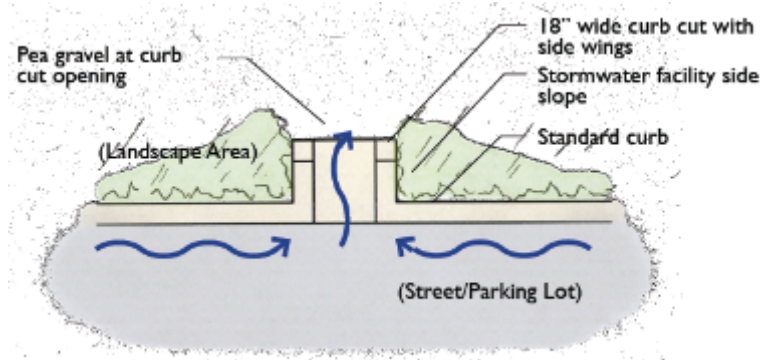 Pea gravel at curb
cut opening
18" wide curb cut with
side wings
Stormwater facility side
slope
Standard curb
(Landscape Area)
(Street/Parking Lot)